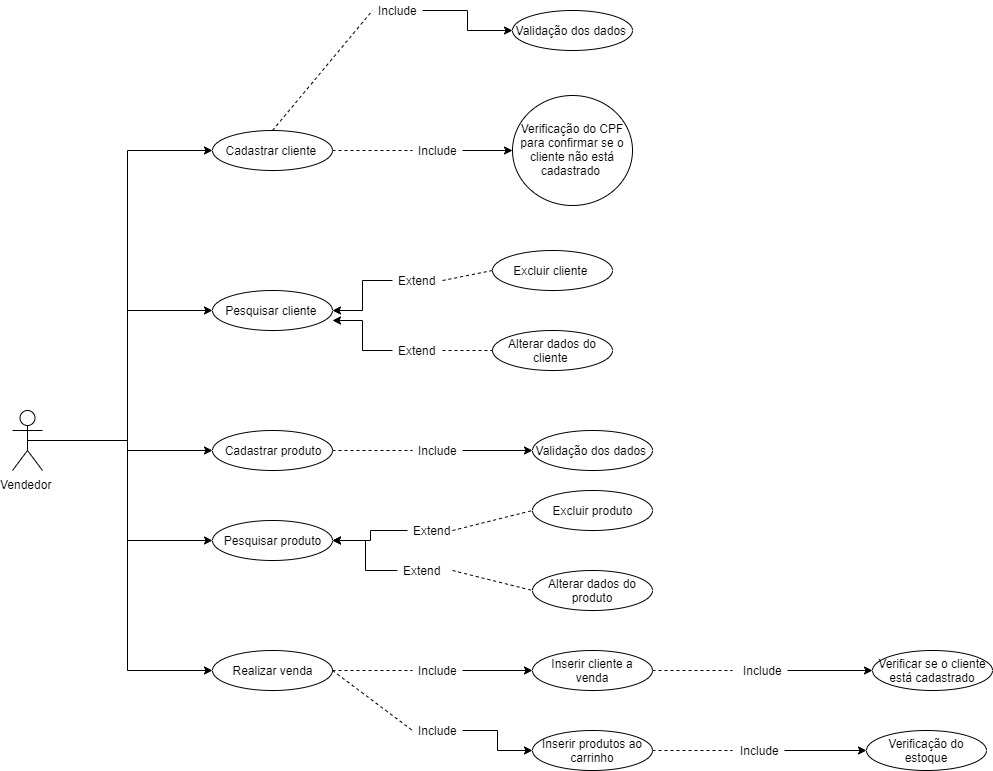 Include
Validação dos dados
Cadastrar cliente
Include
Verificação do CPF
para confirmar se o
cliente não está
cadastrado
Pesquisar cliente
Extend
Excluir cliente
Extend
Alterar dados do
cliente
Vendedor
Cadastrar produto
Include
Validação dos dados
Pesquisar produto
Extend
Excluir produto
Extend
Alterar dados do
produto
Realizar venda
Include
Inserir cliente a
venda
Include
Verificar se o cliente
está cadastrado
Include
Inserir produtos ao
carrinho
Include
Verificação do
estoque